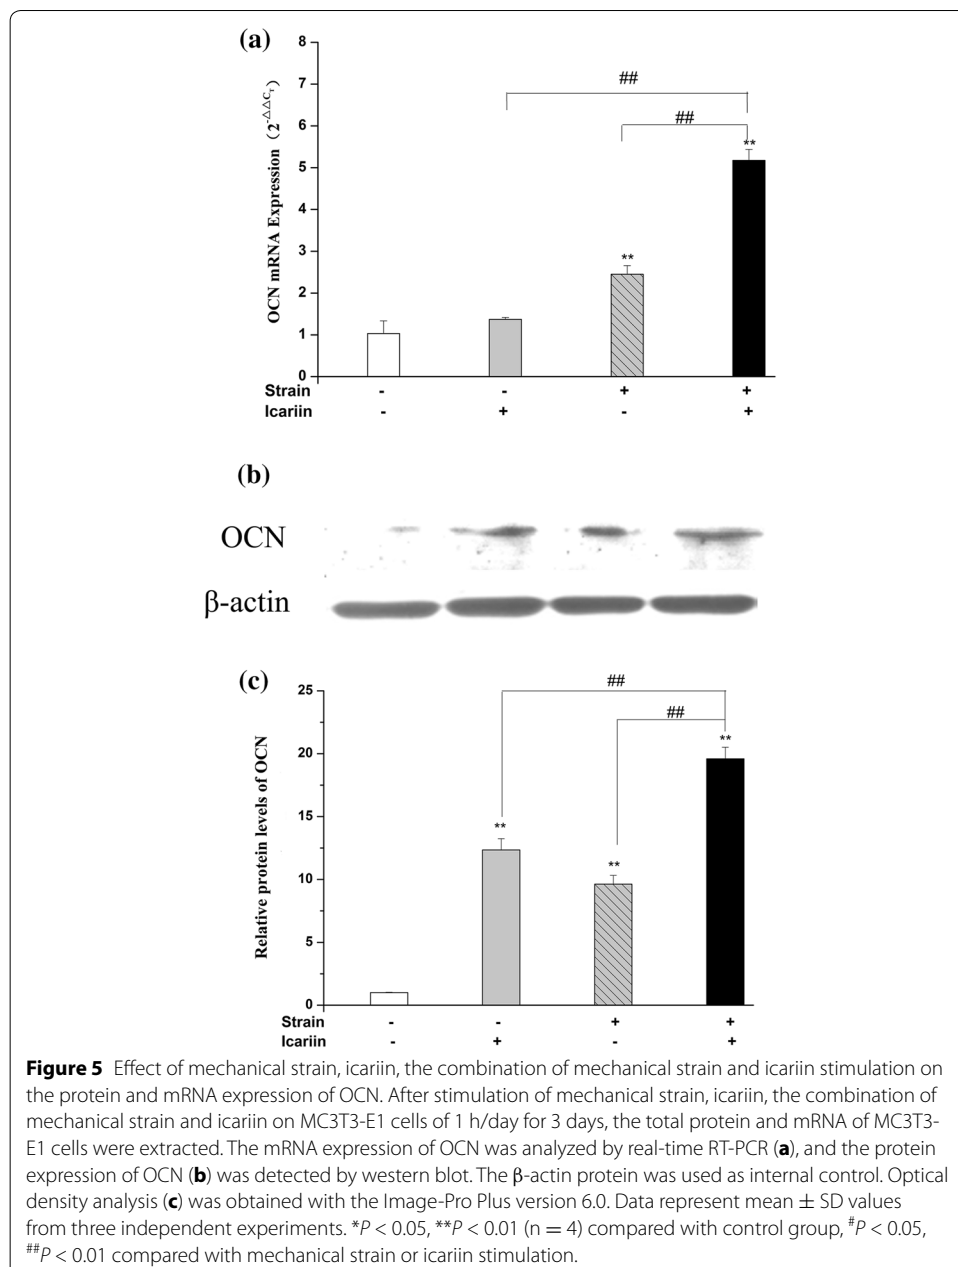 (a)
8
7
6
5
4
3
2
1
0
OCN mRNA Expression (2^-△△C_T)
##
##
**
**
Strain - - + +
Icariin - + - +
(b)
OCN
β-actin
(c)
25
20
15
10
5
0
Relative protein levels of OCN
##
##
**
**
**
Strain - - + +
Icariin - + - +
Figure 5 Effect of mechanical strain, icariin, the combination of mechanical strain and icariin stimulation on
the protein and mRNA expression of OCN. After stimulation of mechanical strain, icariin, the combination of
mechanical strain and icariin on MC3T3-E1 cells of 1 h/day for 3 days, the total protein and mRNA of MC3T3-
E1 cells were extracted. The mRNA expression of OCN was analyzed by real-time RT-PCR (a), and the protein
expression of OCN (b) was detected by western blot. The β-actin protein was used as internal control. Optical
density analysis (c) was obtained with the Image-Pro Plus version 6.0. Data represent mean ± SD values
from three independent experiments. *P < 0.05, **P < 0.01 (n = 4) compared with control group, #P < 0.05,
##P < 0.01 compared with mechanical strain or icariin stimulation.